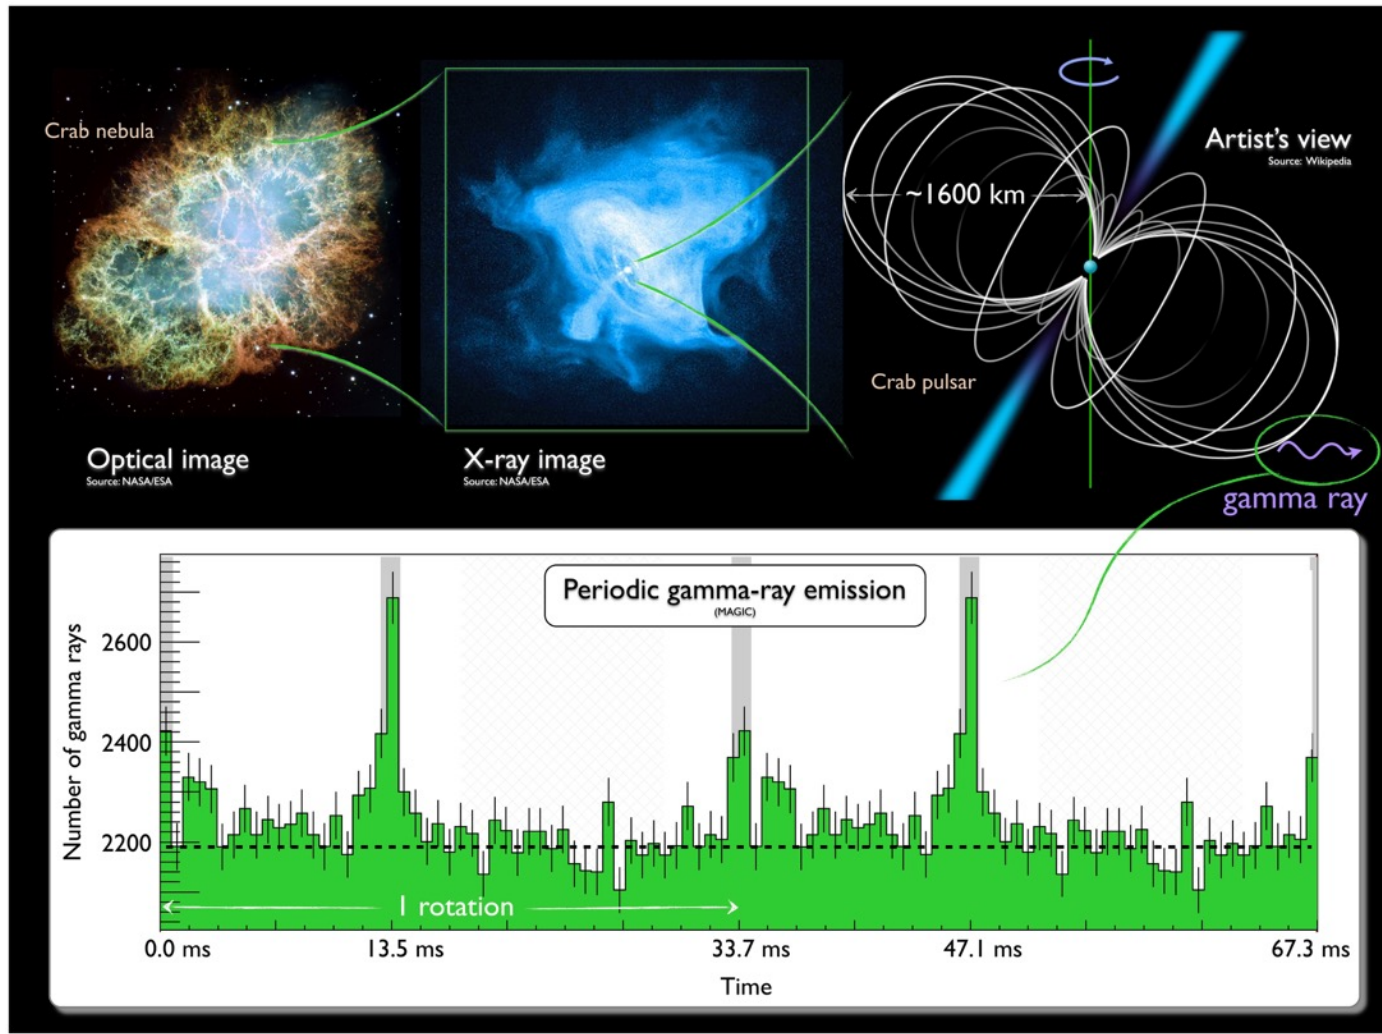 Crab nebula
Optical image
Source: NASA/ESA
X-ray image
Source: NASA/ESA
Artist's view
Source: Wikipedia
~1600 km
Crab pulsar
gamma ray
Periodic gamma-ray emission
(MAGIC)
Number of gamma rays
2600
2400
2200
1 rotation
0.0 ms
13.5 ms
33.7 ms
47.1 ms
67.3 ms
Time